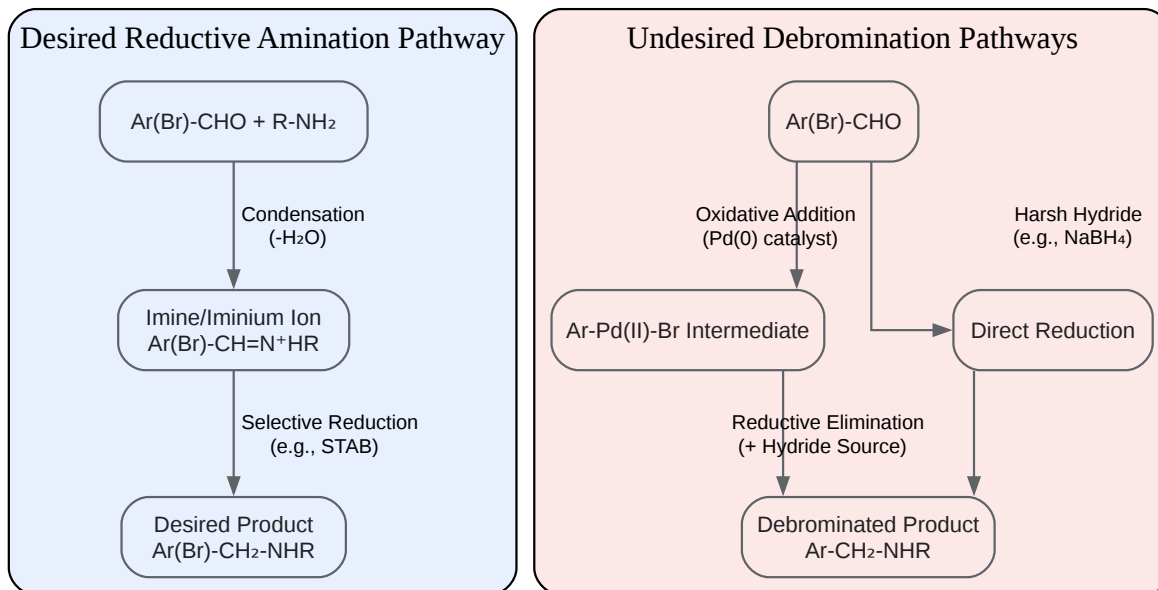 Desired Reductive Amination Pathway
Ar(Br)-CHO + R-NH₂
Condensation
(-H₂O)
Imine/Iminium Ion
Ar(Br)-CH=N⁺HR
Selective Reduction
(e.g., STAB)
Desired Product
Ar(Br)-CH₂-NHR
Undesired Debromination Pathways
Ar(Br)-CHO
Oxidative Addition
(Pd(0) catalyst)
Harsh Hydride
(e.g., NaBH₄)
Ar-Pd(II)-Br Intermediate
Direct Reduction
Reductive Elimination
(+ Hydride Source)
Debrominated Product
Ar-CH₂-NHR